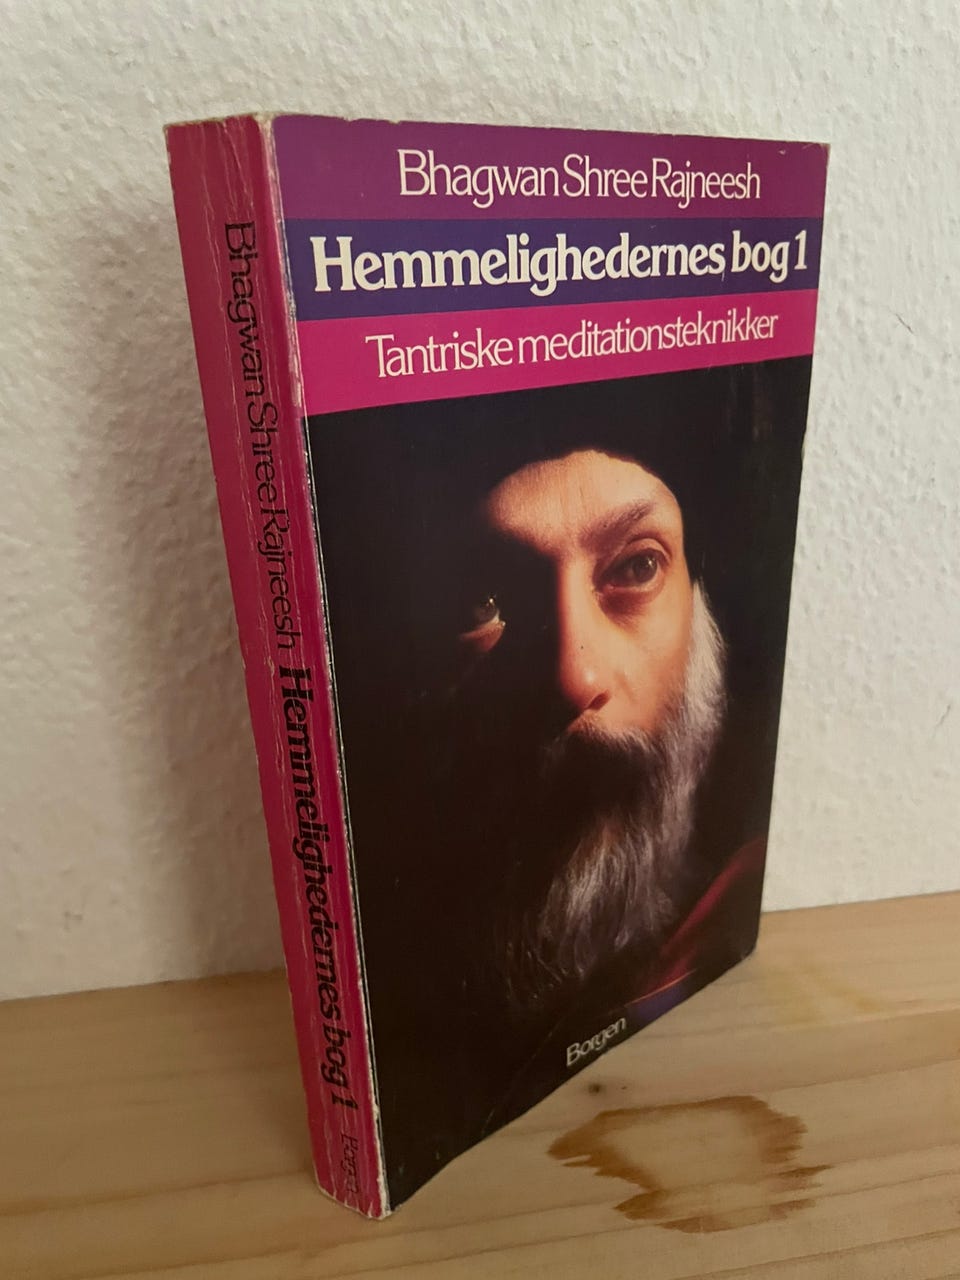 Bhagwan Shree Rajneesh
Hemmelighedernes bog 1
Tantriske meditationsteknikker
Borgen
Bhagwan Shree Rajneesh Hemmelighedernes bog 1 Borgen